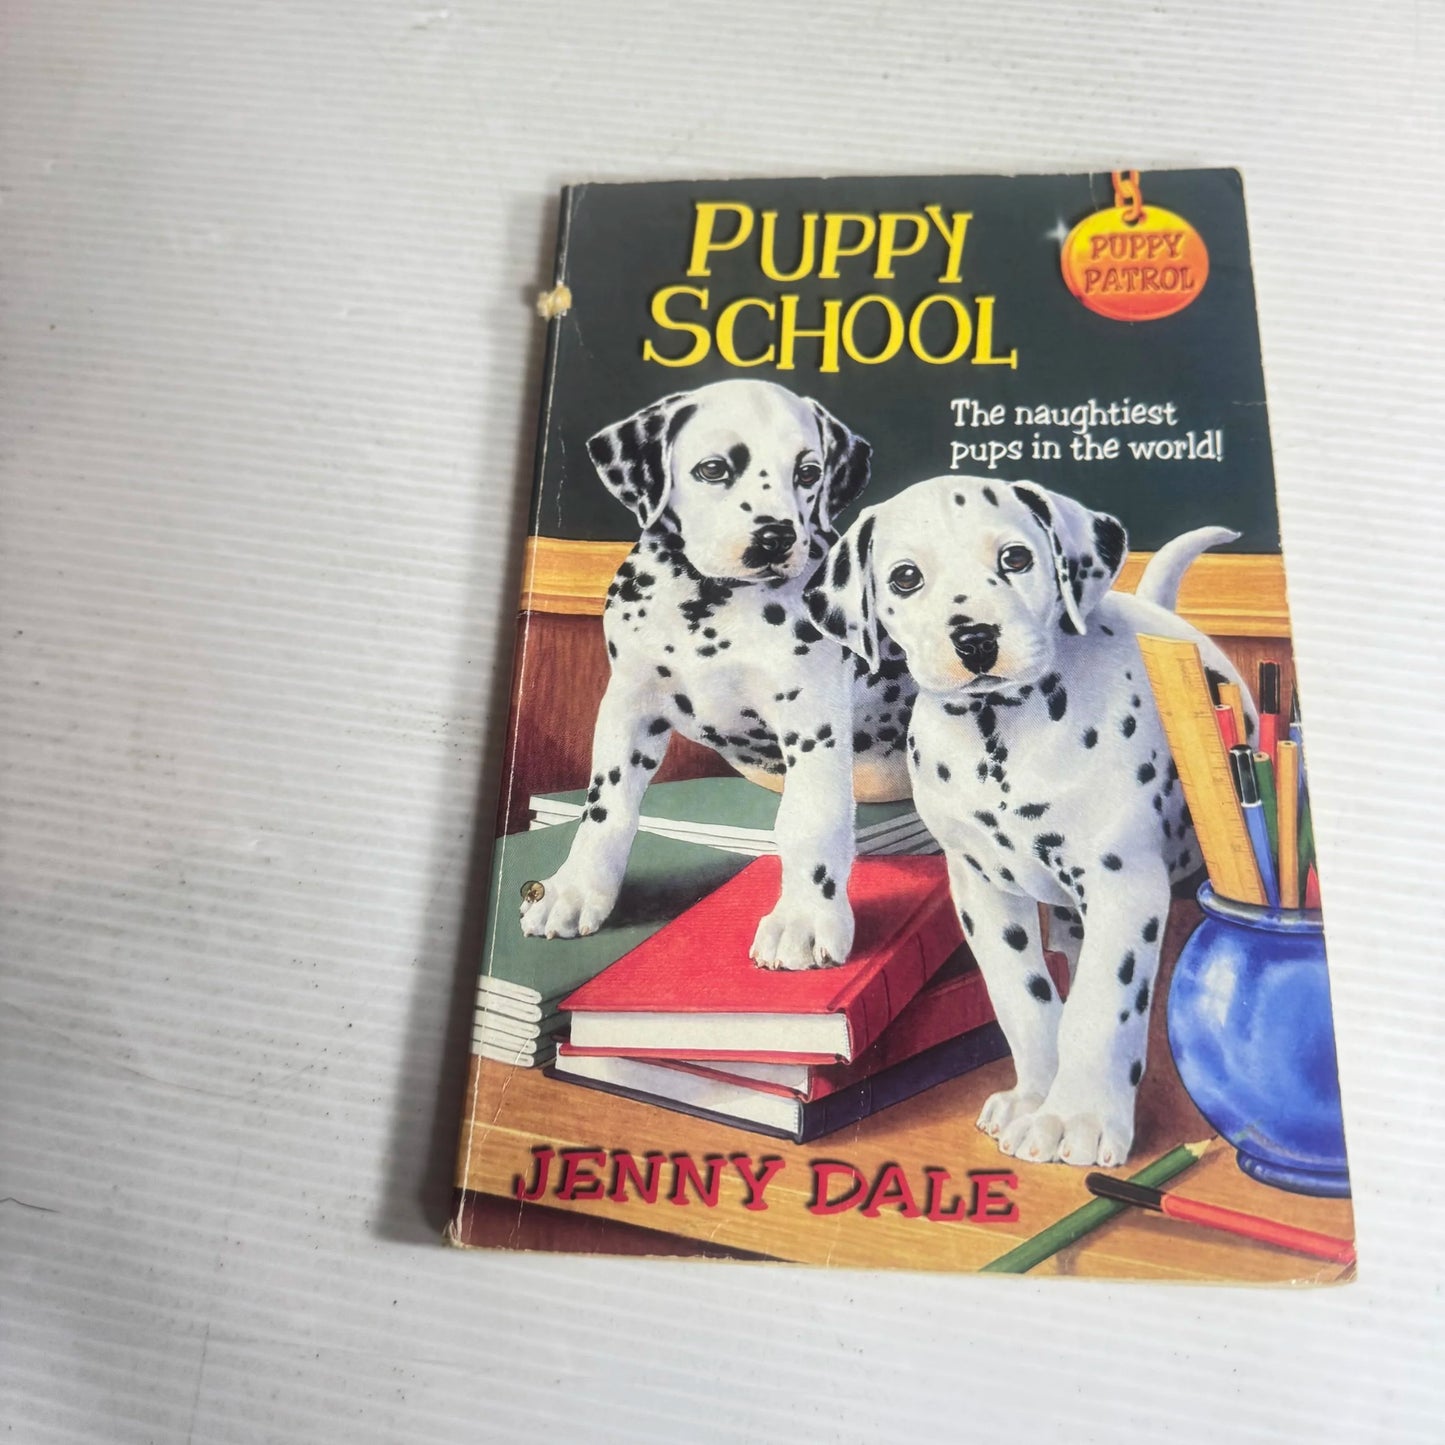 PUPPY
SCHOOL
PUPPY
PATROL
The naughtiest
pups in the world!
JENNY DALE